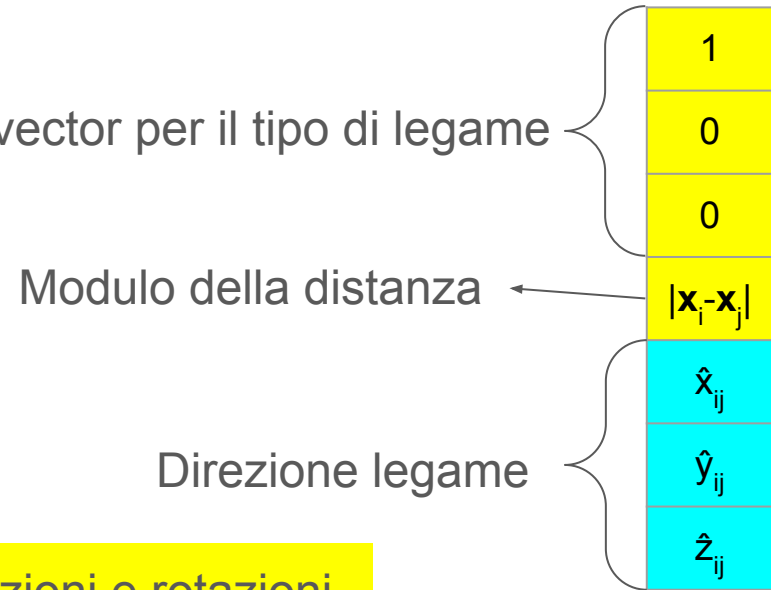 1
vector per il tipo di legame
0
0
Modulo della distanza
|xᵢ-xⱼ|
x̂ᵢⱼ
Direzione legame
ŷᵢⱼ
ẑᵢⱼ
e rotazioni